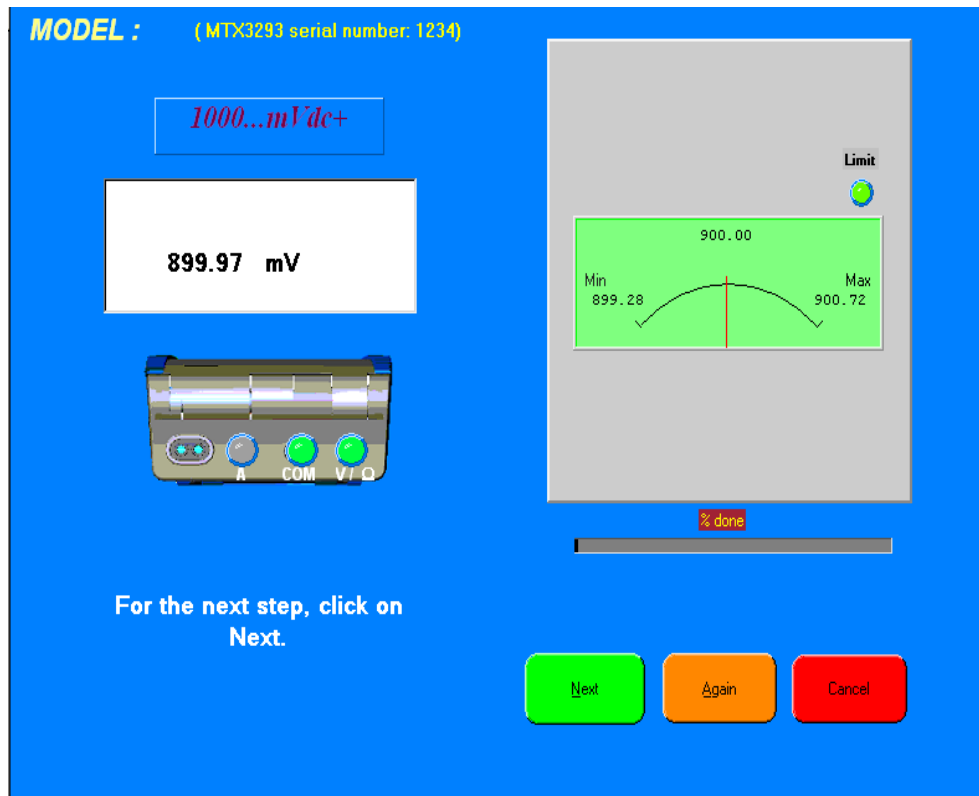 MODEL : ( MTX3293 serial number: 1234)
1000...mVdc+
899.97 mV
A COM V / Ω
For the next step, click on
Next.
Limit
900.00
Min Max
899.28 900.72
% done
Next Again Cancel